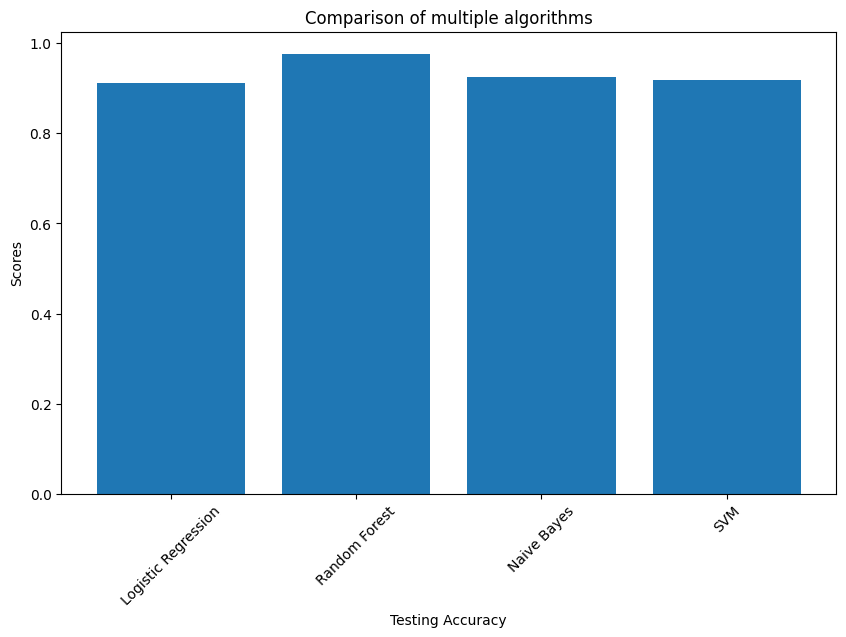 Comparison of multiple algorithms
Scores
1.0
0.8
0.6
0.4
0.2
0.0
Logistic Regression
Random Forest
Naive Bayes
SVM
Testing Accuracy